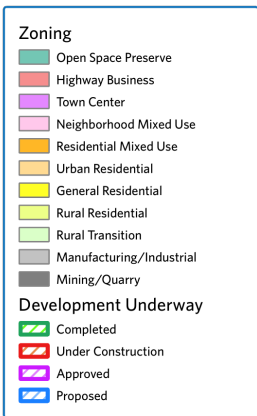 Zoning
Open Space Preserve
Highway Business
Town Center
Neighborhood Mixed Use
Residential Mixed Use
Urban Residential
General Residential
Rural Residential
Rural Transition
Manufacturing/Industrial
Mining/Quarry
Development Underway
Completed
Under Construction
Approved
Proposed